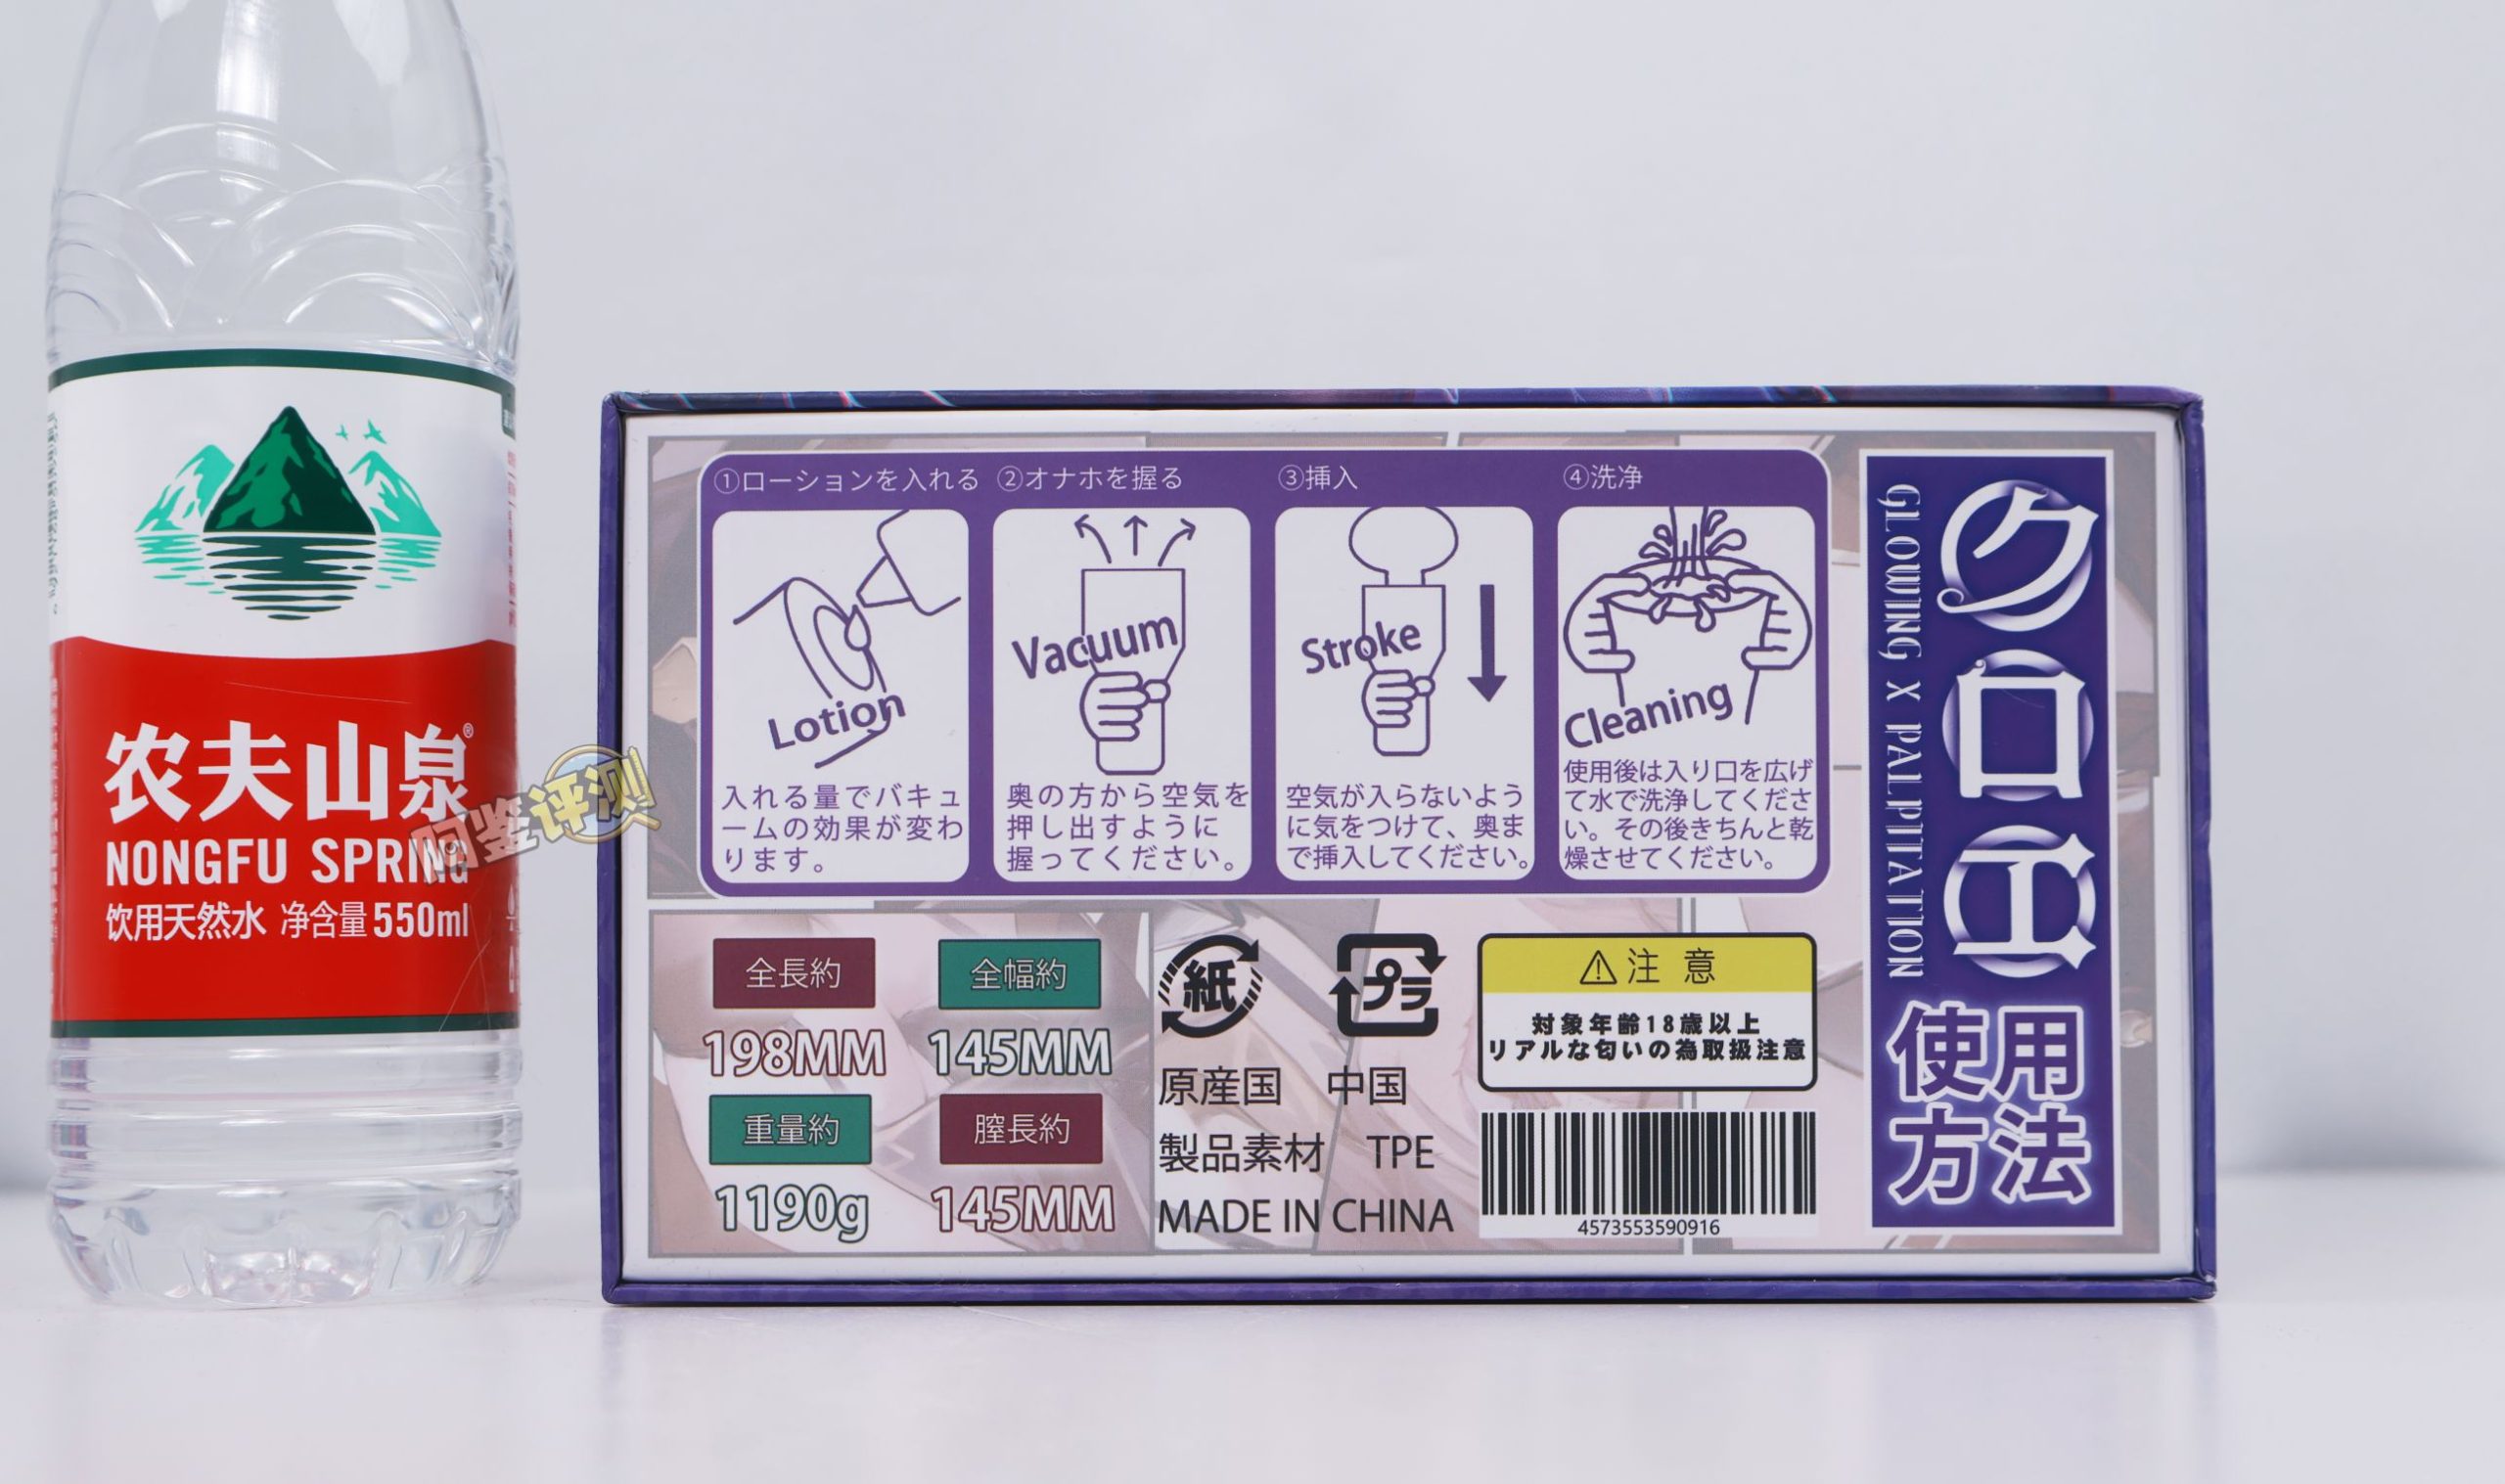 农夫山泉®
NONGFU SPRING
饮用天然水 净含量550ml
阿鉴评测
①ローションを入れる
Lotion
入れる量でバキュ
ームの効果が変わ
ります。
②オナホを握る
Vacuum
奥の方から空気を
押し出すように
握ってください。
③挿入
Stroke
空気が入らないよう
に気をつけて、奥ま
で挿入してください。
④洗浄
Cleaning
使用後は入り口を広げ
て水で洗浄してくださ
い。その後きちんと乾
燥させてください。
全長約
198MM
全幅約
145MM
重量約
1190g
膣長約
145MM
紙
プラ
原産国 中国
製品素材 TPE
MADE IN CHINA
⚠注意
対象年齢18歳以上
リアルな匂いの為取扱注意
4573553590916
クロエ
GLOWING X PALPITATION
使用
方法